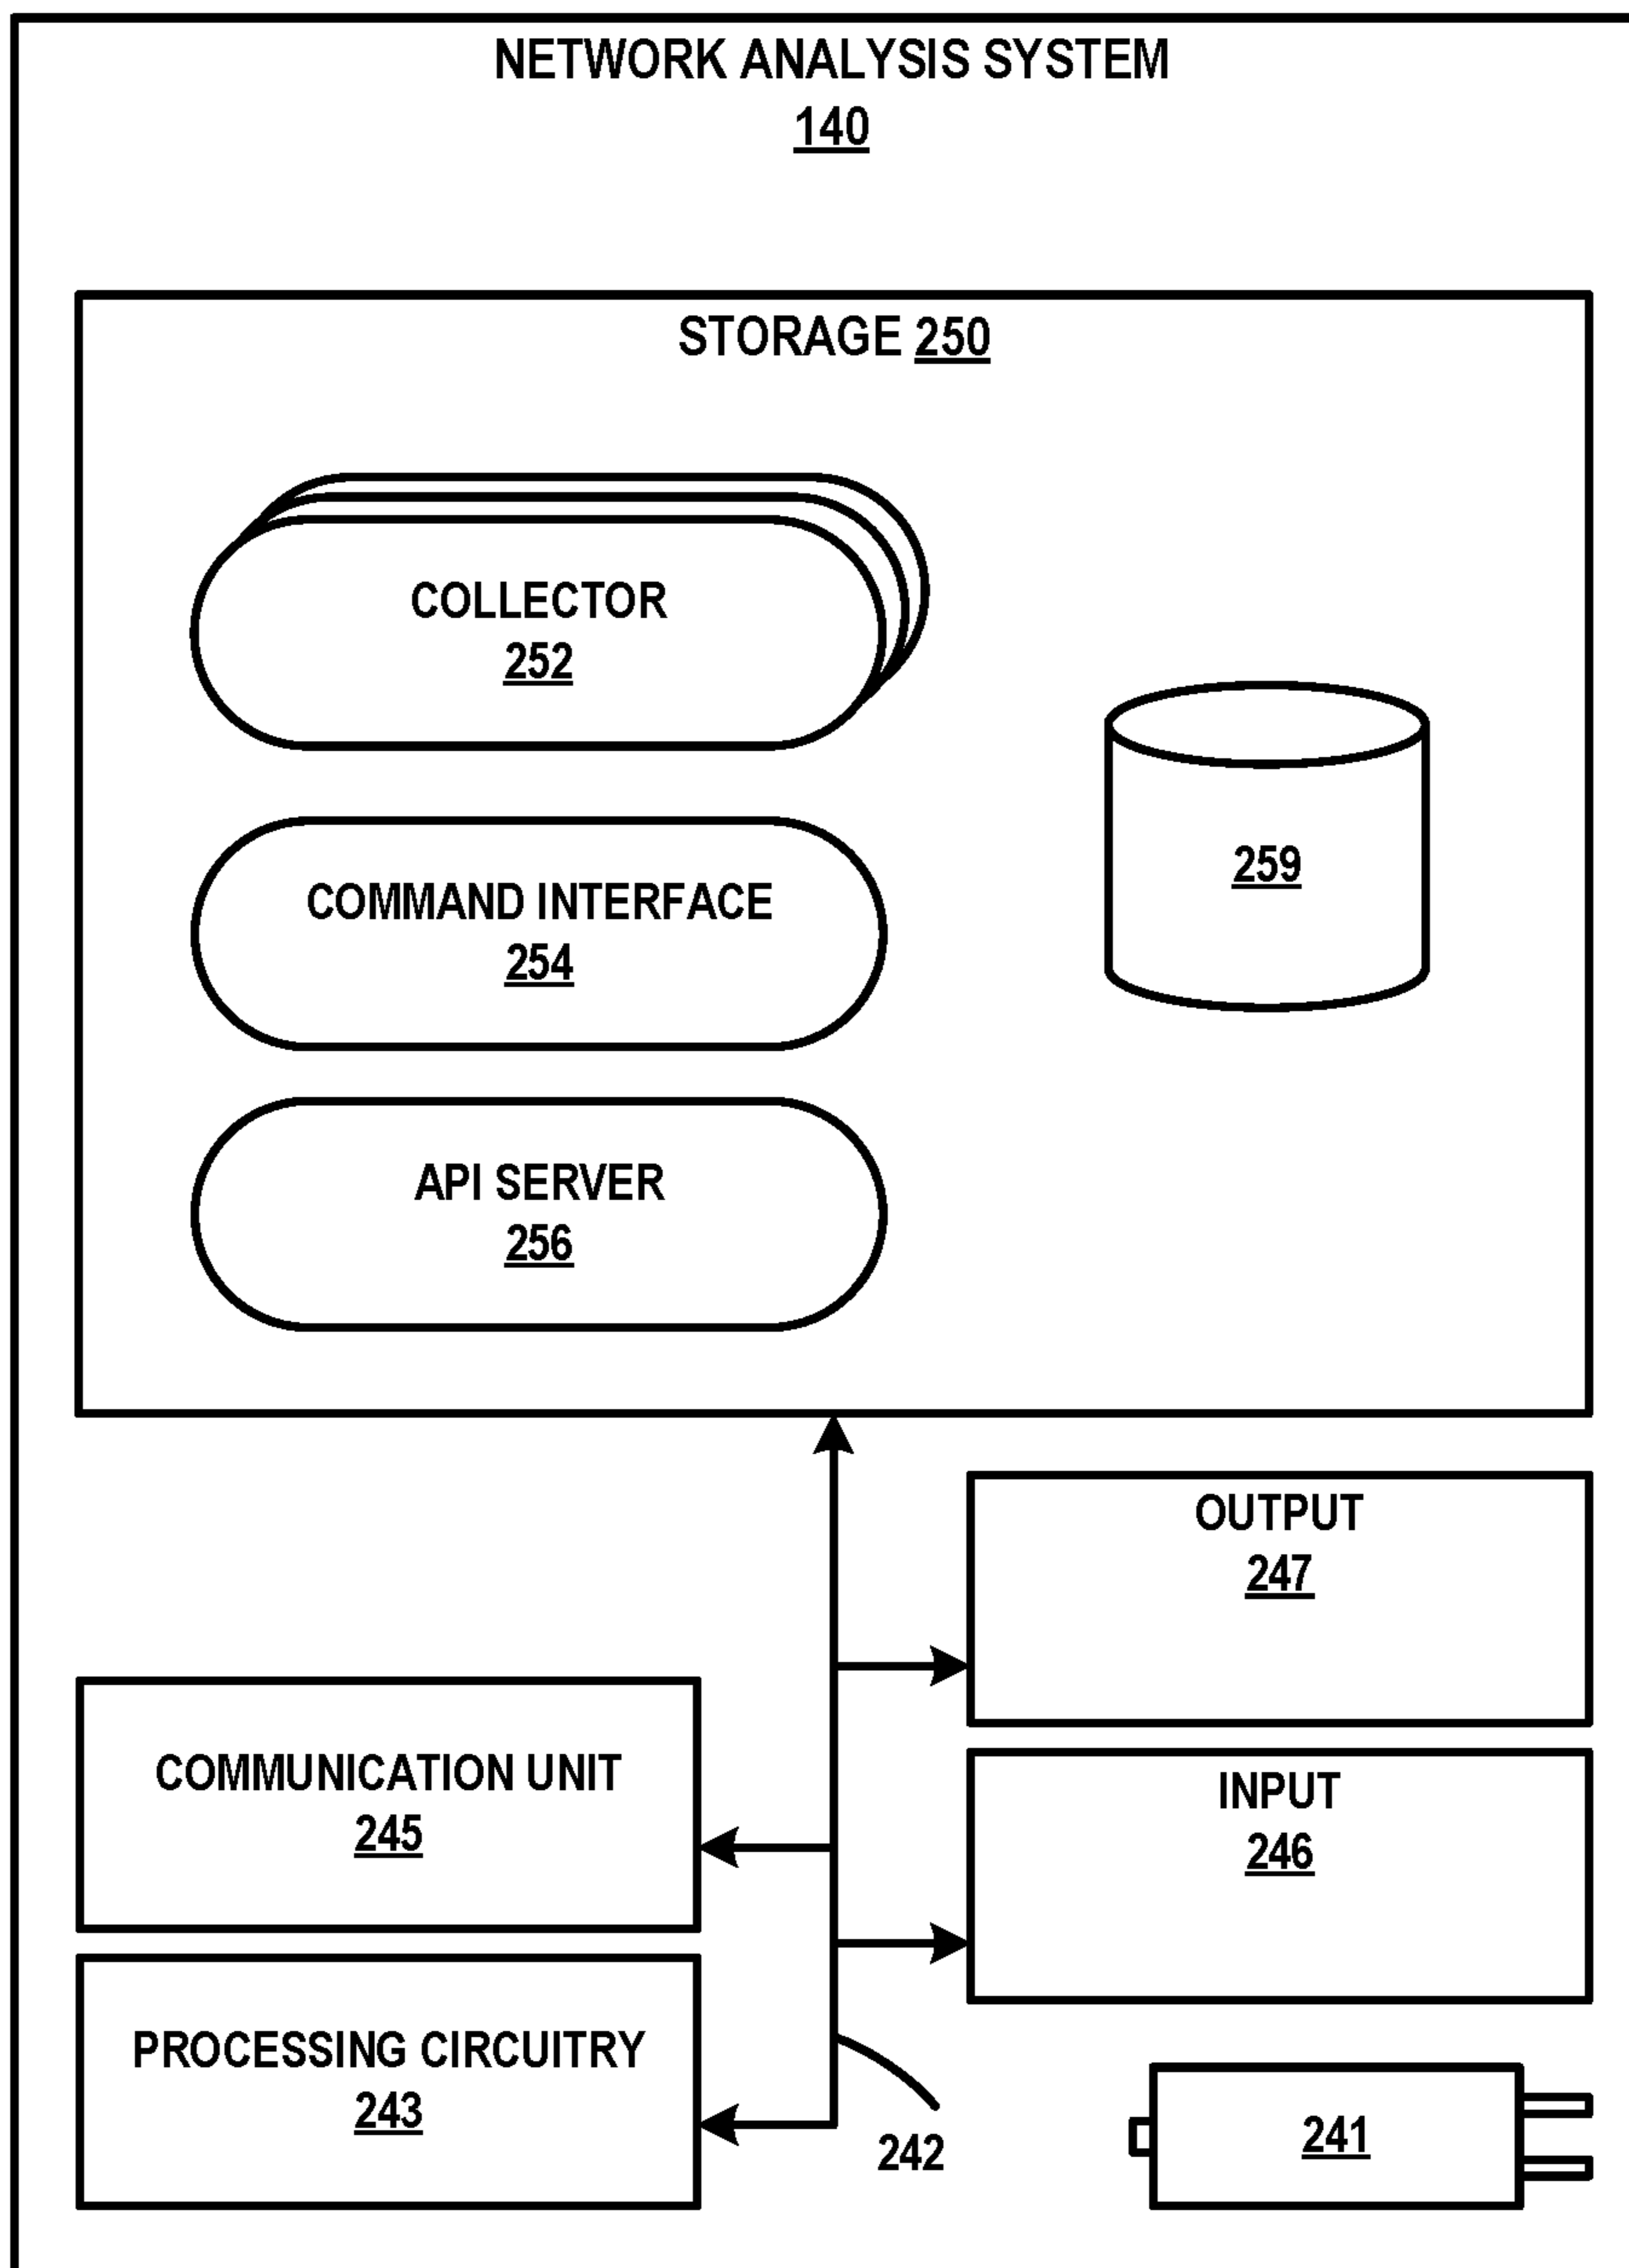 NETWORK ANALYSIS SYSTEM
140
STORAGE 250
COLLECTOR
252
259
COMMAND INTERFACE
254
API SERVER
256
OUTPUT
247
COMMUNICATION UNIT
245
INPUT
246
PROCESSING CIRCUITRY
243
242
241